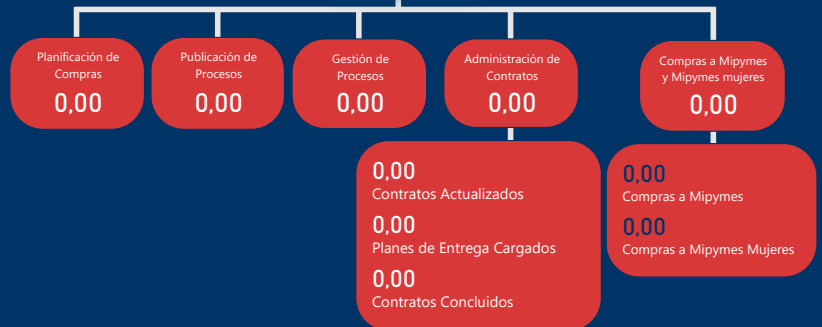 Planificación de
Compras
0,00
Publicación de
Procesos
0,00
Gestión de
Procesos
0,00
Administración de
Contratos
0,00
Compras a Mipymes
y Mipymes mujeres
0,00
0,00
Contratos Actualizados
0,00
Planes de Entrega Cargados
0,00
Contratos Concluidos
0,00
Compras a Mipymes
0,00
Compras a Mipymes Mujeres